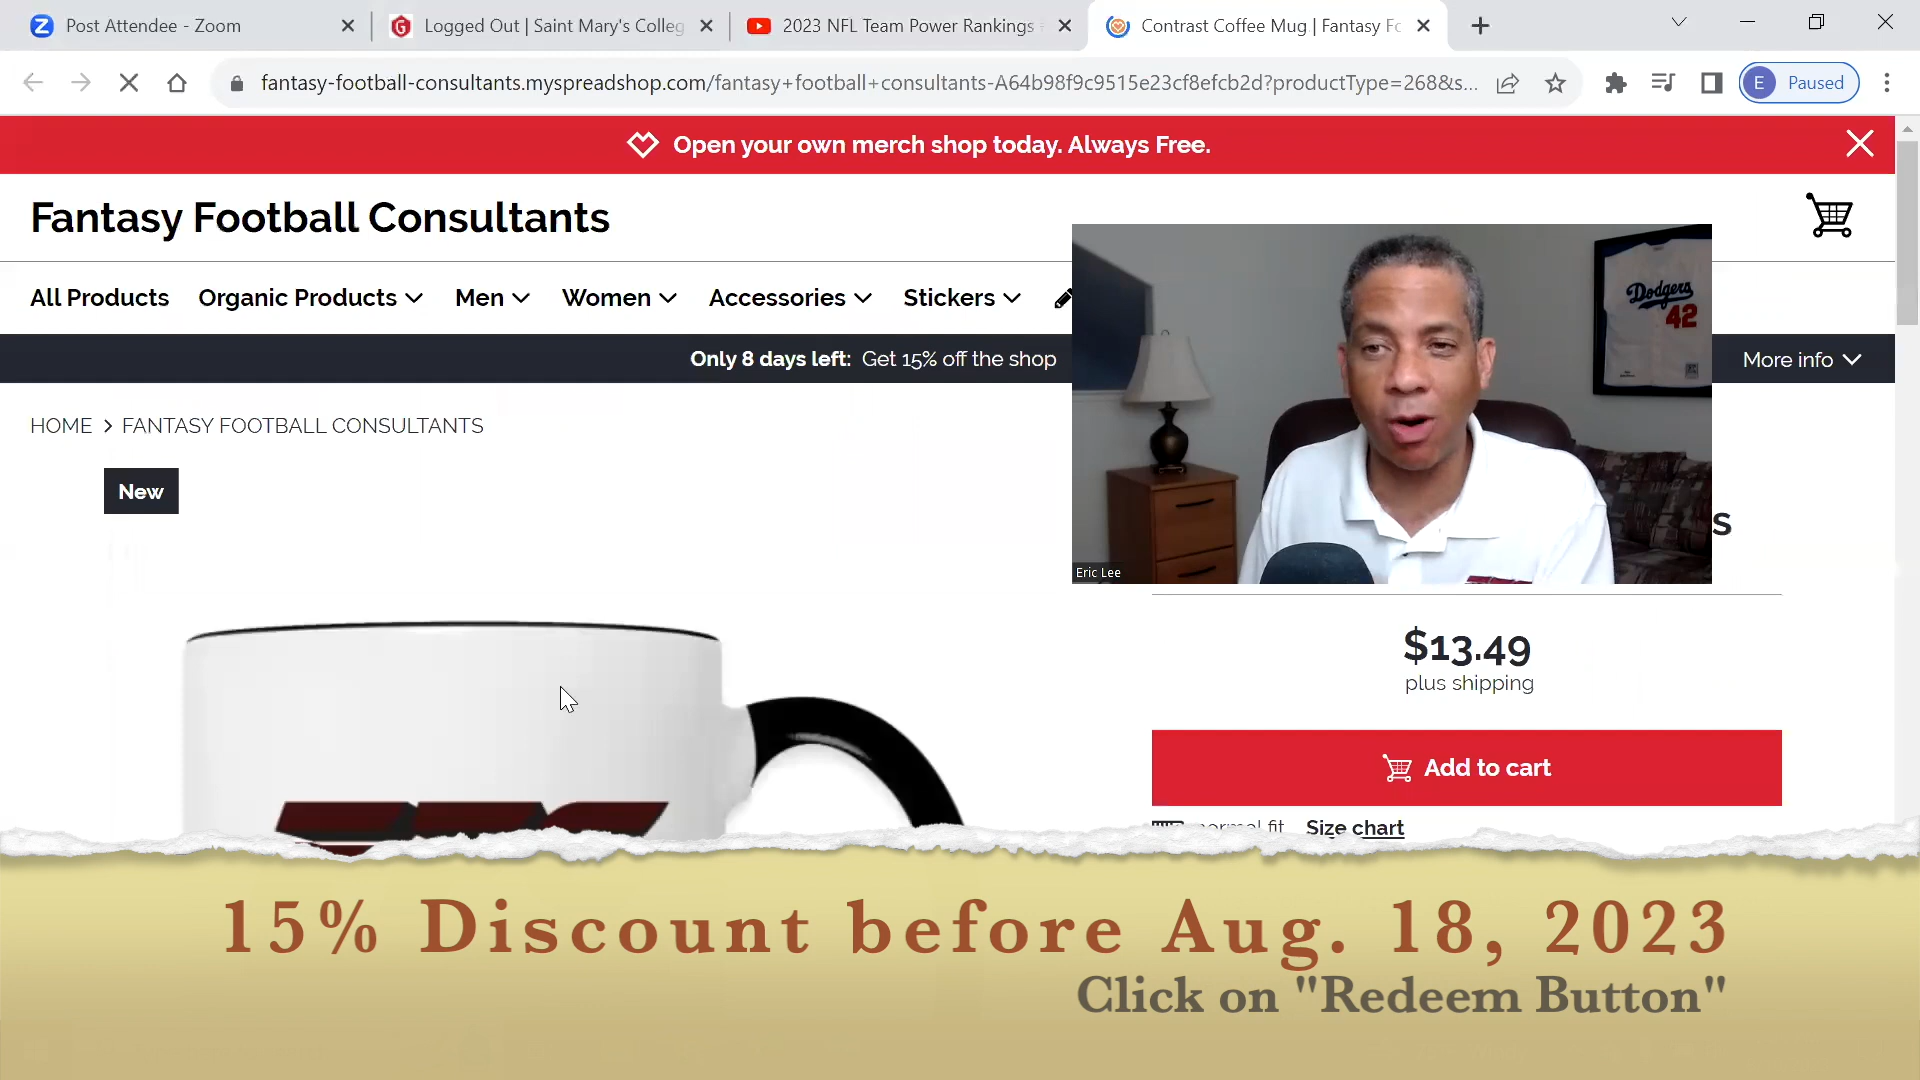 Post Attendee - Zoom
Logged Out | Saint Mary's Colleg
2023 NFL Team Power Rankings
Contrast Coffee Mug | Fantasy Fo
fantasy-football-consultants.myspreadshop.com/fantasy+football+consultants-A64b98f9c9515e23cf8efcb2d?productType=268&s...
E Paused
Open your own merch shop today. Always Free.
Fantasy Football Consultants
All Products Organic Products Men Women Accessories Stickers
Only 8 days left: Get 15% off the shop
More info
HOME > FANTASY FOOTBALL CONSULTANTS
New
Dodgers
42
s
Eric Lee
$13.49
plus shipping
Add to cart
normal fit Size chart
15% Discount before Aug. 18, 2023
Click on "Redeem Button"